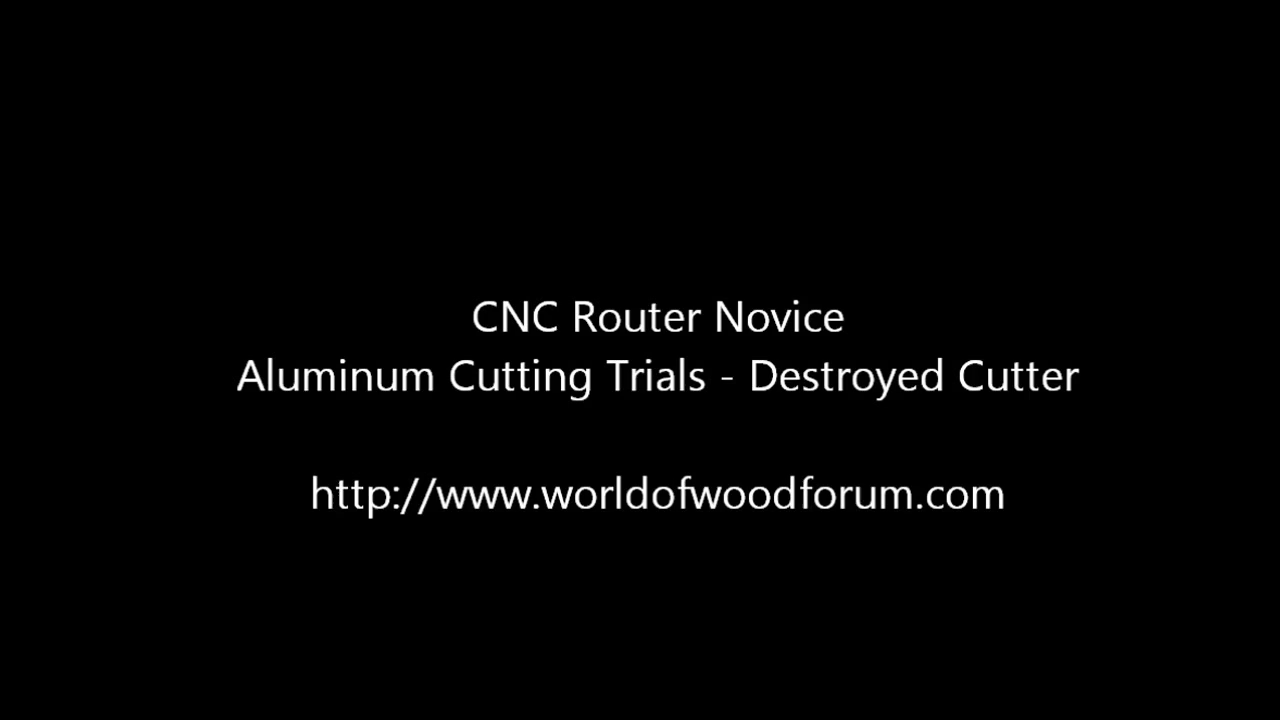 CNC Router Novice
Aluminum Cutting Trials - Destroyed Cutter
http://www.worldofwoodforum.com